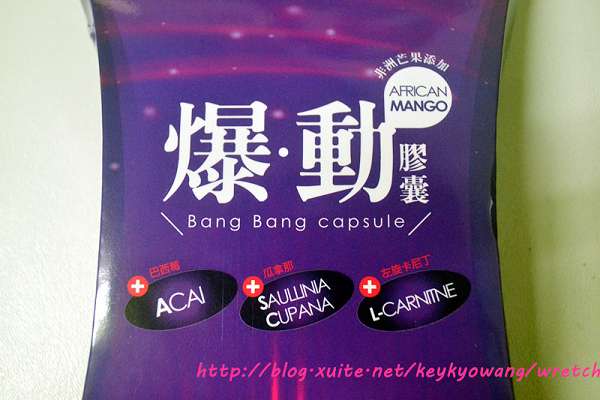 非洲芒果添加
AFRICAN
MANGO
爆·動
膠囊
Bang Bang capsule
巴西莓
ACAI
瓜拿那
SAULLINIA
CUPANA
左旋卡尼丁
L-CARNITNE
http://blog.xuite.net/keykyowang/wretch